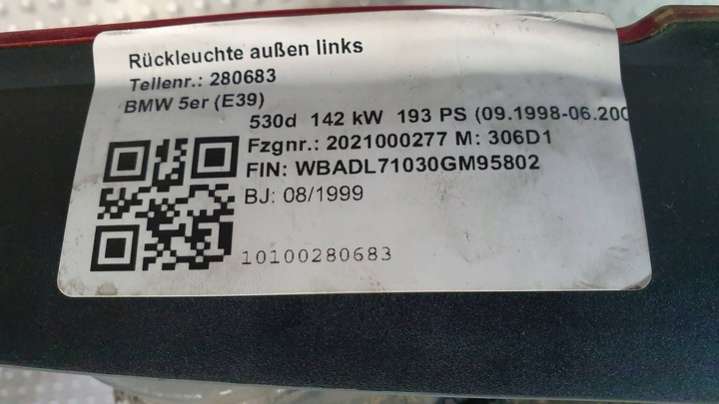 Rückleuchte außen links
Teilenr.: 280683
BMW 5er (E39)
530d 142 kW 193 PS (09.1998-06.200
Fzgnr.: 2021000277 M: 306D1
FIN: WBADL71030GM95802
BJ: 08/1999
10100280683